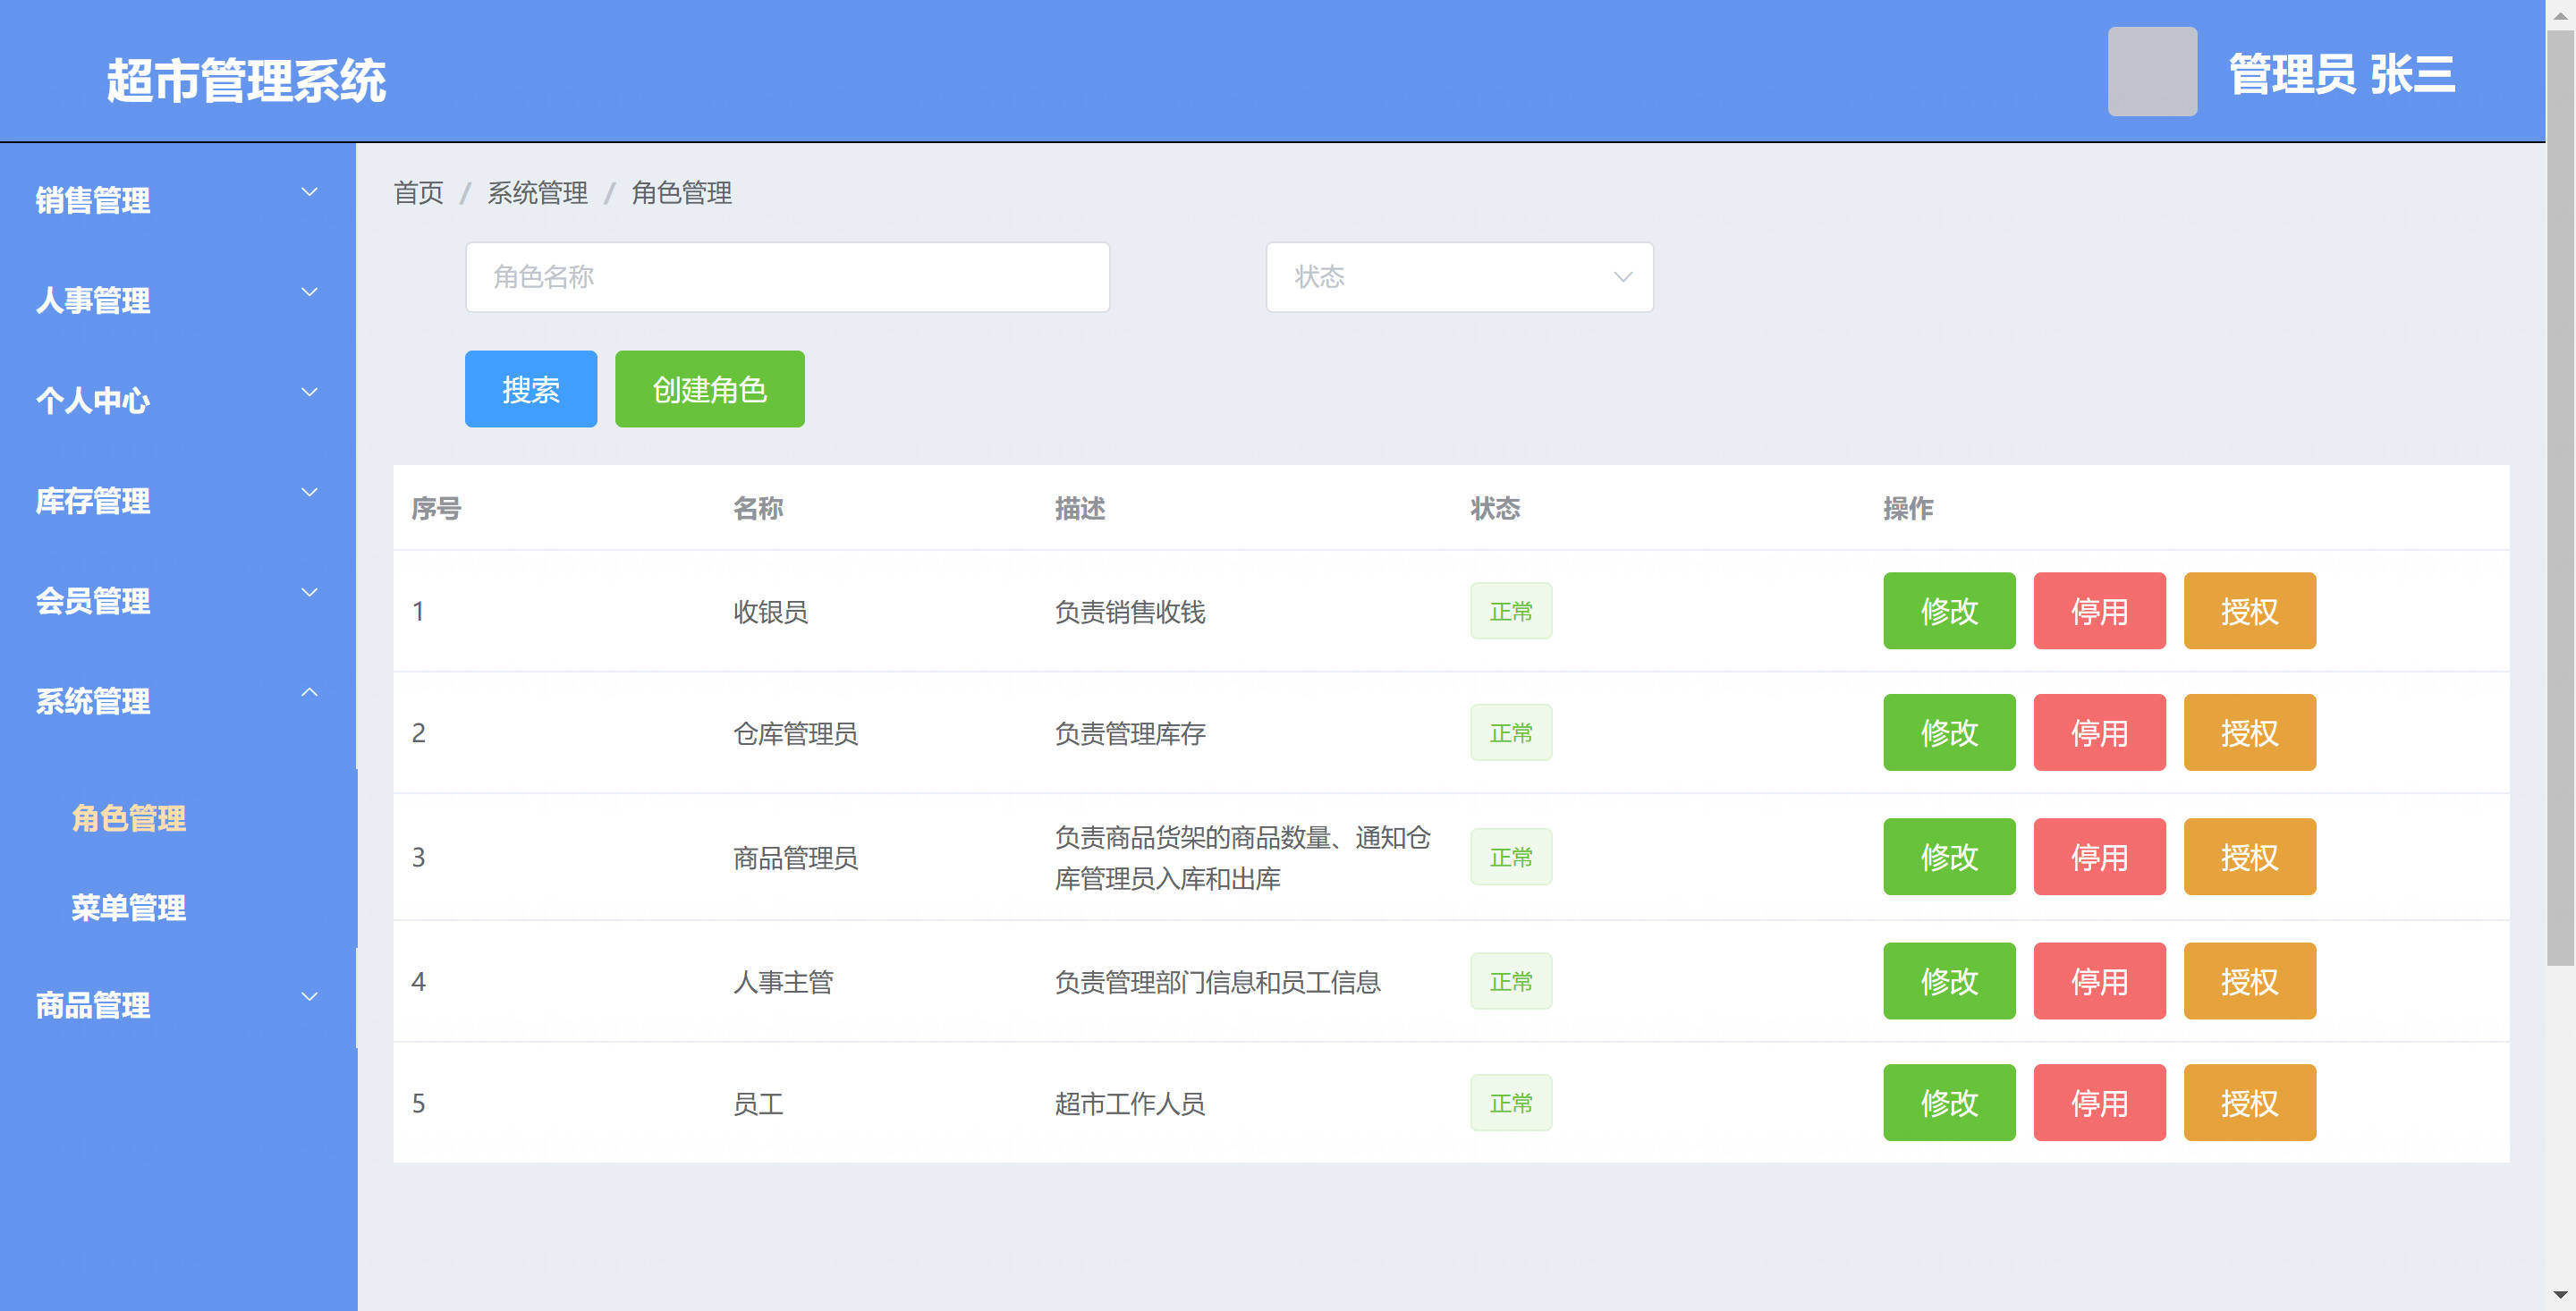 超市管理系统
管理员 张三
销售管理
人事管理
个人中心
库存管理
会员管理
系统管理
角色管理
菜单管理
商品管理
首页 / 系统管理 / 角色管理
角色名称
状态
搜索
创建角色
序号 名称 描述 状态 操作
1 收银员 负责销售收钱 正常 修改 停用 授权
2 仓库管理员 负责管理库存 正常 修改 停用 授权
3 商品管理员 负责商品货架的商品数量、通知仓
库管理员入库和出库 正常 修改 停用 授权
4 人事主管 负责管理部门信息和员工信息 正常 修改 停用 授权
5 员工 超市工作人员 正常 修改 停用 授权